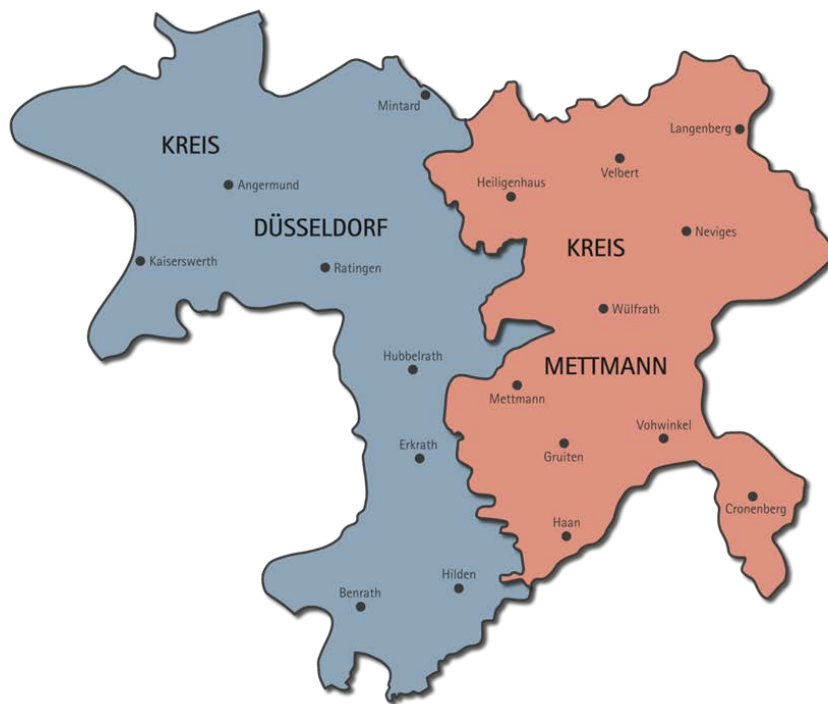 Mintard
Langenberg
KREIS
Velbert
Angermund
Heiligenhaus
DÜSSELDORF
Neviges
KREIS
Kaiserswerth
Ratingen
Wülfrath
Hubbelrath
METTMANN
Mettmann
Vohwinkel
Erkrath
Gruiten
Cronenberg
Haan
Hilden
Benrath